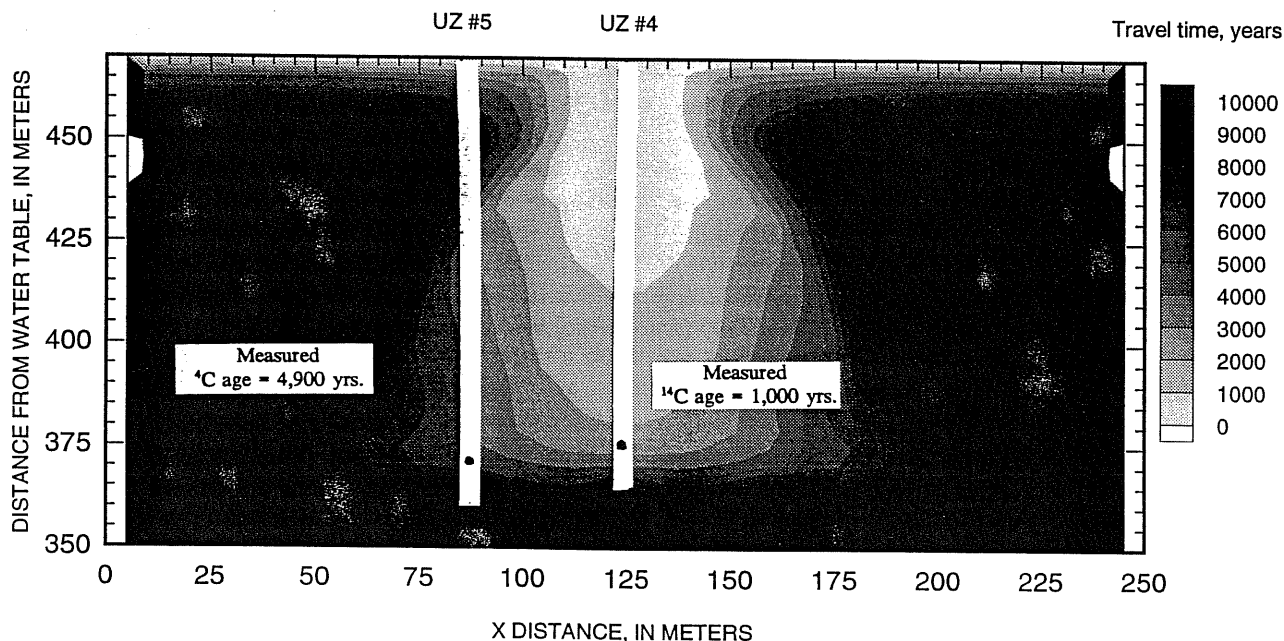 UZ #5 UZ #4
Travel time, years
DISTANCE FROM WATER TABLE, IN METERS
450
425
400
375
350
Measured
⁴C age = 4,900 yrs.
Measured
¹⁴C age = 1,000 yrs.
10000
9000
8000
7000
6000
5000
4000
3000
2000
1000
0
0 25 50 75 100 125 150 175 200 225 250
X DISTANCE, IN METERS